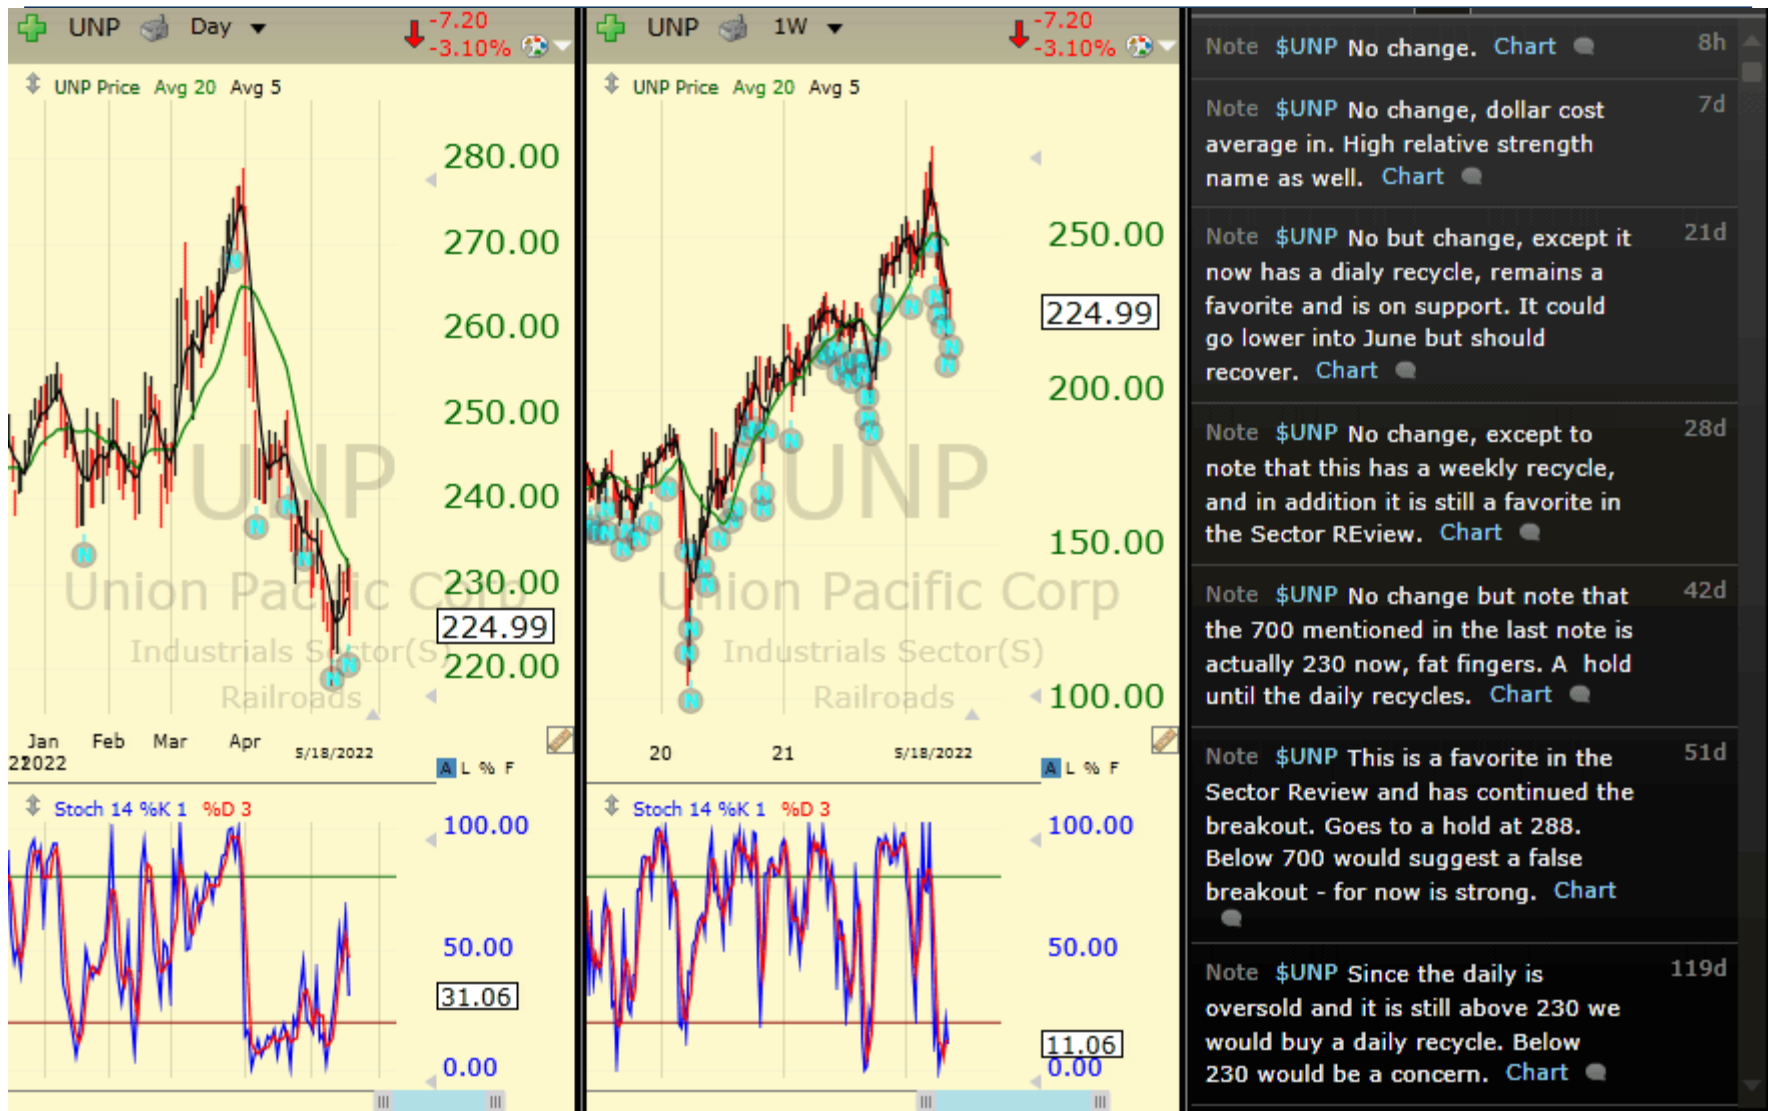 UNP Day
-7.20
-3.10%
UNP Price Avg 20 Avg 5
280.00
270.00
260.00
250.00
240.00
230.00
224.99
220.00
UNP
Union Pacific Corp
Industrials Sector(S)
Railroads
Jan Feb Mar Apr 5/18/2022
2022
A L % F
Stoch 14 %K 1 %D 3
100.00
50.00
31.06
0.00
UNP 1W
-7.20
-3.10%
UNP Price Avg 20 Avg 5
250.00
224.99
200.00
150.00
100.00
UNP
Union Pacific Corp
Industrials Sector(S)
Railroads
20 21 5/18/2022
A L % F
Stoch 14 %K 1 %D 3
100.00
50.00
11.06
0.00
Note $UNP No change. Chart 8h
Note $UNP No change, dollar cost 7d
average in. High relative strength
name as well. Chart
Note $UNP No but change, except it 21d
now has a dialy recycle, remains a
favorite and is on support. It could
go lower into June but should
recover. Chart
Note $UNP No change, except to 28d
note that this has a weekly recycle,
and in addition it is still a favorite in
the Sector REview. Chart
Note $UNP No change but note that 42d
the 700 mentioned in the last note is
actually 230 now, fat fingers. A hold
until the daily recycles. Chart
Note $UNP This is a favorite in the 51d
Sector Review and has continued the
breakout. Goes to a hold at 288.
Below 700 would suggest a false
breakout - for now is strong. Chart
Note $UNP Since the daily is 119d
oversold and it is still above 230 we
would buy a daily recycle. Below
230 would be a concern. Chart